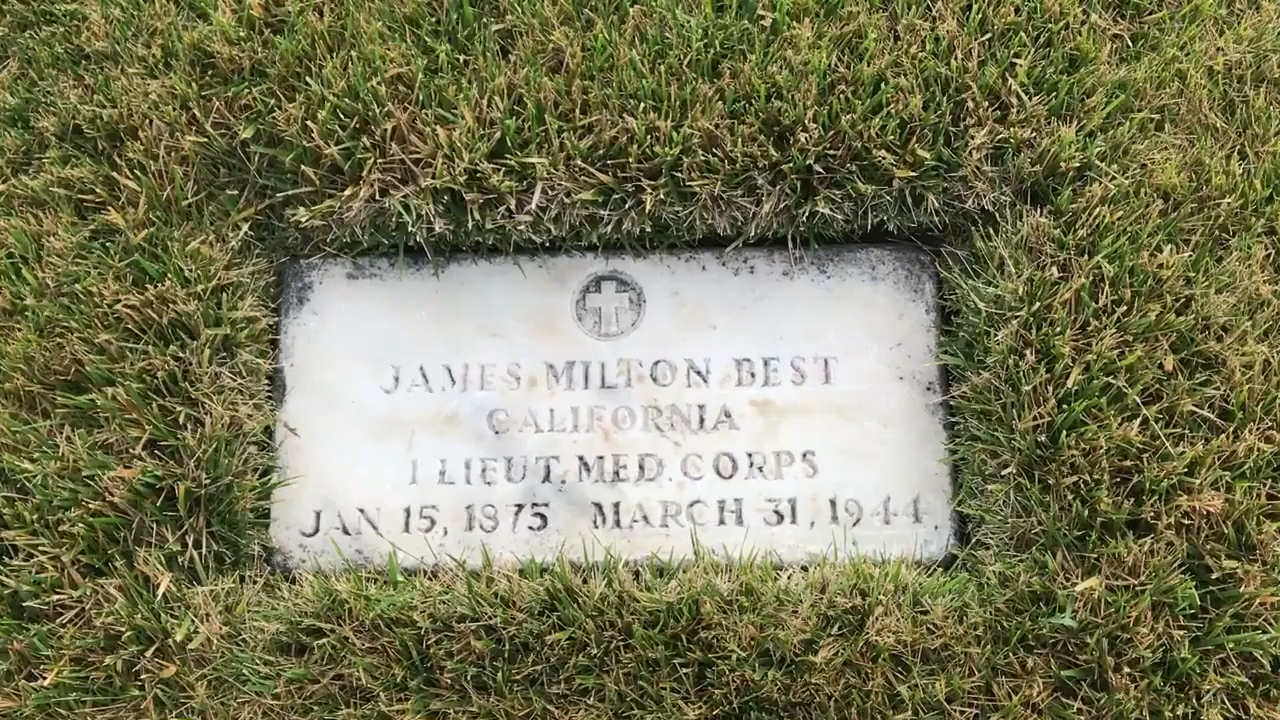 JAMES MILTON BEST
CALIFORNIA
1 LIEUT. MED. CORPS
JAN 15, 1875 MARCH 31, 1944